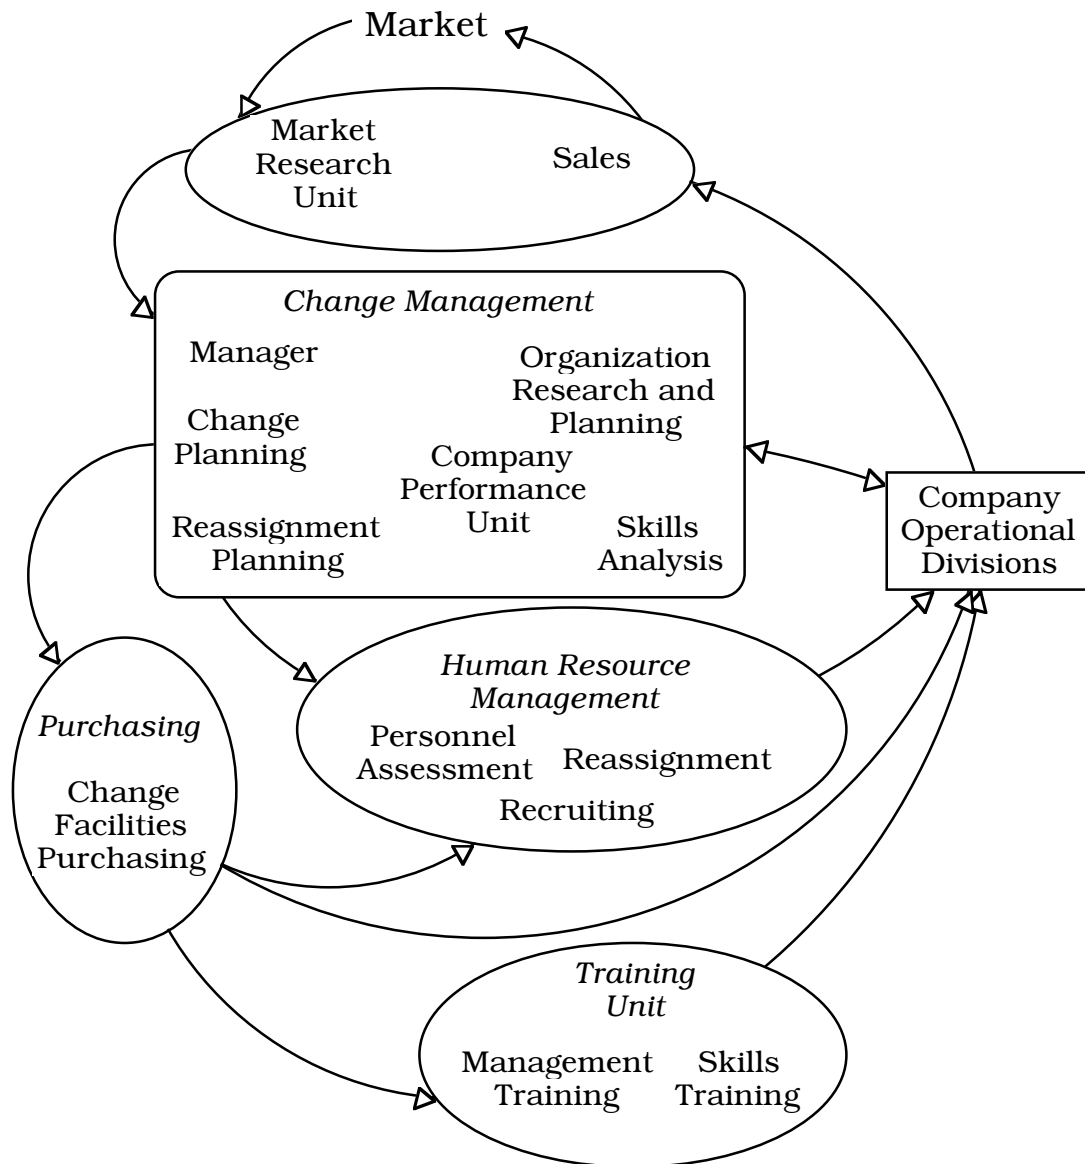 Market
Market
Research
Unit
Sales
Change Management
Manager
Organization
Research and
Planning
Change
Planning
Company
Performance
Unit
Reassignment
Planning
Skills
Analysis
Company
Operational
Divisions
Human Resource
Management
Personnel
Assessment
Reassignment
Recruiting
Purchasing
Change
Facilities
Purchasing
Training
Unit
Management
Training
Skills
Training